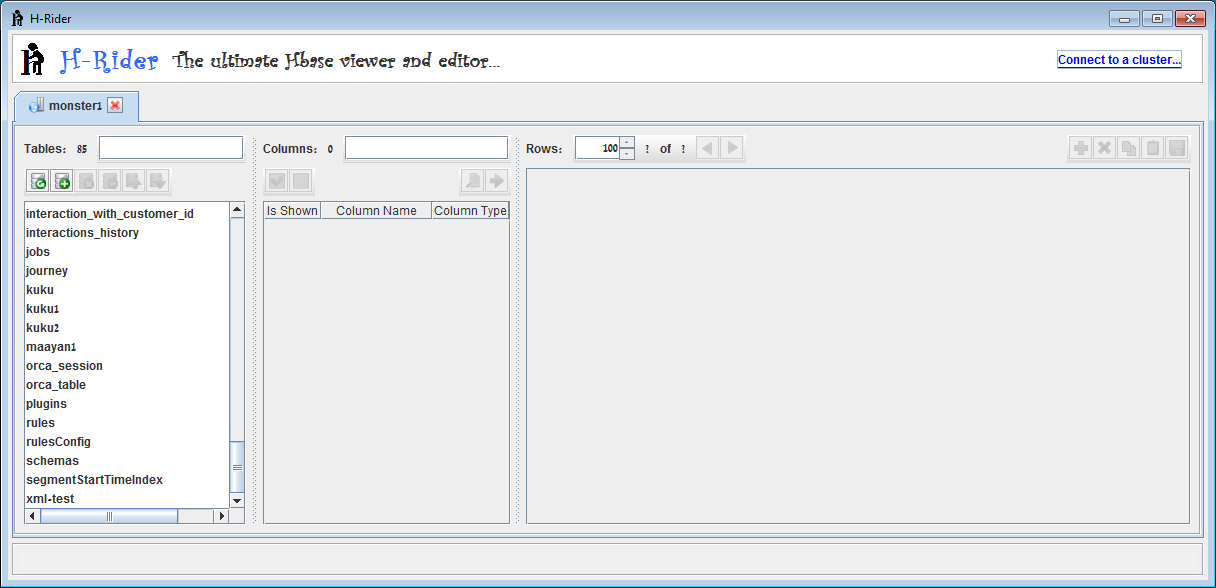 H-Rider
H-Rider The ultimate Hbase viewer and editor...
Connect to a cluster...
monster1
Tables: 85
Columns: 0
Rows: 100 ? of ?
Is Shown Column Name Column Type
interaction_with_customer_id
interactions_history
jobs
journey
kuku
kuku1
kuku2
maayan1
orca_session
orca_table
plugins
rules
rulesConfig
schemas
segmentStartTimeIndex
xml-test